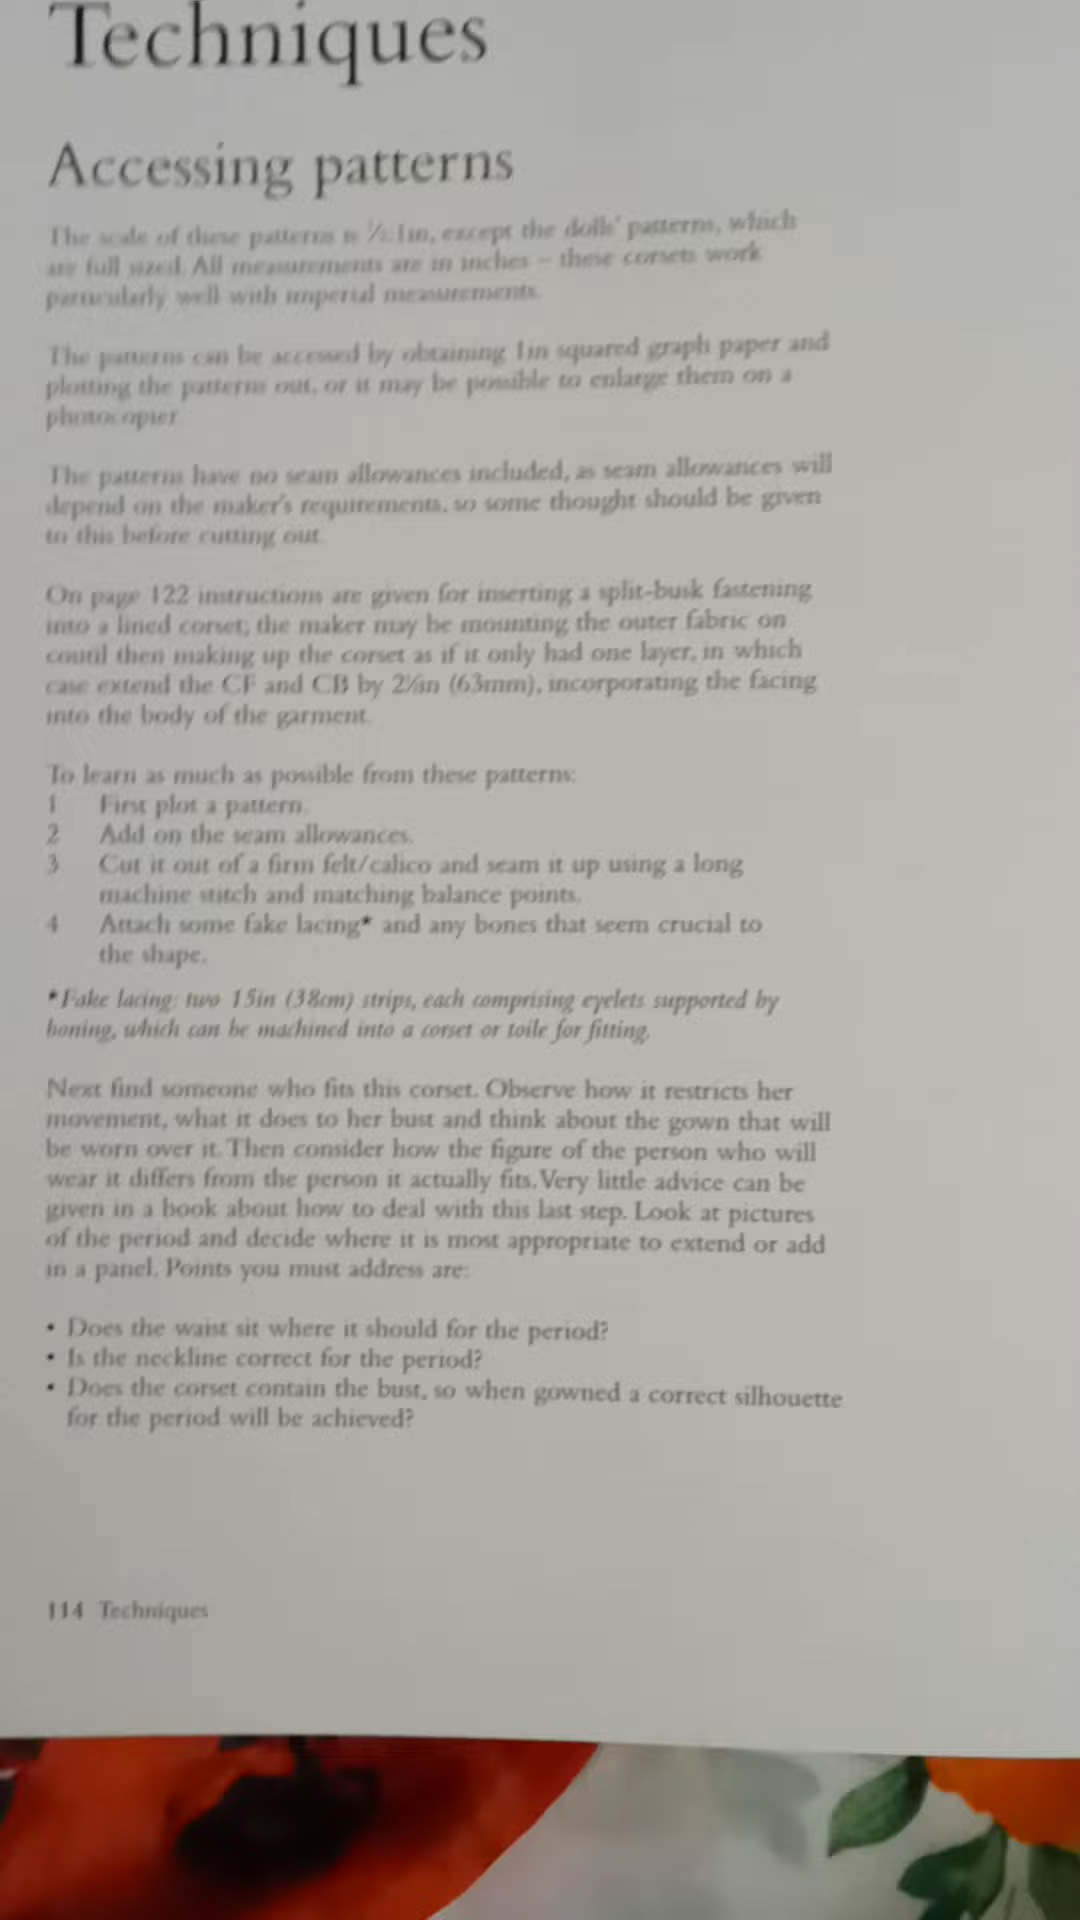 Techniques
Accessing patterns
The scale of these patterns is 1in, except the dolls' patterns, which
are full sized. All measurements are in inches – these corsets work
particularly well with imperial measurements.
The patterns can be accessed by obtaining 1in squared graph paper and
plotting the patterns out, or it may be possible to enlarge them on a
photocopier.
The patterns have no seam allowances included, as seam allowances will
depend on the maker's requirements, so some thought should be given
to this before cutting out.
On page 122 instructions are given for inserting a split-busk fastening
into a lined corset; the maker may be mounting the outer fabric on
coutil then making up the corset as if it only had one layer, in which
case extend the CF and CB by 2½in (63mm), incorporating the facing
into the body of the garment.
To learn as much as possible from these patterns:
1 First plot a pattern.
2 Add on the seam allowances.
3 Cut it out of a firm felt/calico and seam it up using a long
machine stitch and matching balance points.
4 Attach some fake lacing* and any bones that seem crucial to
the shape.
*Fake lacing: two 15in (38cm) strips, each comprising eyelets supported by
boning, which can be machined into a corset or toile for fitting.
Next find someone who fits this corset. Observe how it restricts her
movement, what it does to her bust and think about the gown that will
be worn over it. Then consider how the figure of the person who will
wear it differs from the person it actually fits. Very little advice can be
given in a book about how to deal with this last step. Look at pictures
of the period and decide where it is most appropriate to extend or add
in a panel. Points you must address are:
• Does the waist sit where it should for the period?
• Is the neckline correct for the period?
• Does the corset contain the bust, so when gowned a correct silhouette
for the period will be achieved?
114 Techniques